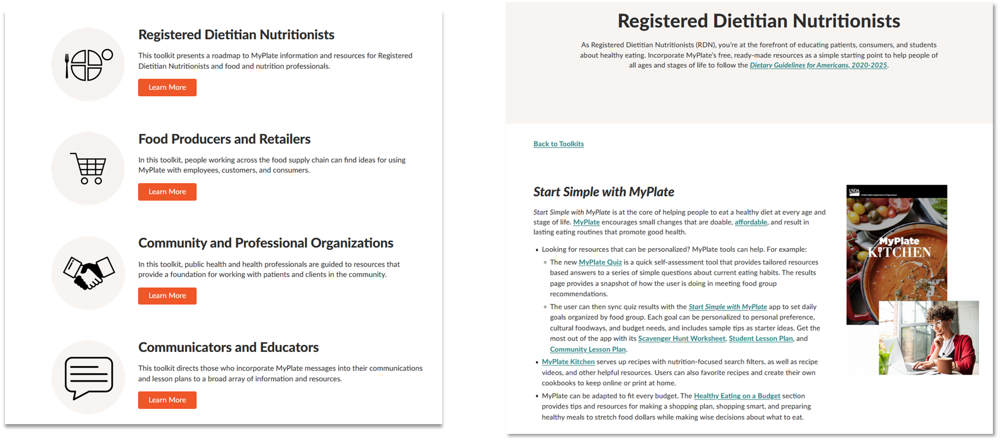 Registered Dietitian Nutritionists
This toolkit presents a roadmap to MyPlate information and resources for Registered
Dietitian Nutritionists and food and nutrition professionals.
Learn More
Food Producers and Retailers
In this toolkit, people working across the food supply chain can find ideas for using
MyPlate with employees, customers, and consumers.
Learn More
Community and Professional Organizations
In this toolkit, public health and health professionals are guided to resources that
provide a foundation for working with patients and clients in the community.
Learn More
Communicators and Educators
This toolkit directs those who incorporate MyPlate messages into their communications
and lesson plans to a broad array of information and resources.
Learn More
Registered Dietitian Nutritionists
As Registered Dietitian Nutritionists (RDN), you're at the forefront of educating patients, consumers, and students
about healthy eating. Incorporate MyPlate's free, ready-made resources as a simple starting point to help people of
all ages and stages of life to follow the Dietary Guidelines for Americans, 2020-2025.
Back to Toolkits
Start Simple with MyPlate
Start Simple with MyPlate is at the core of helping people to eat a healthy diet at every age and
stage of life. MyPlate encourages small changes that are doable, affordable, and result in
lasting eating routines that promote good health.
• Looking for resources that can be personalized? MyPlate tools can help. For example:
◦ The new MyPlate Quiz is a quick self-assessment tool that provides tailored resources
based answers to a series of simple questions about current eating habits. The results
page provides a snapshot of how the user is doing in meeting food group
recommendations.
◦ The user can then sync quiz results with the Start Simple with MyPlate app to set daily
goals organized by food group. Each goal can be personalized to personal preference,
cultural foodways, and budget needs, and includes sample tips as starter ideas. Get the
most out of the app with its Scavenger Hunt Worksheet, Student Lesson Plan, and
Community Lesson Plan.
• MyPlate Kitchen serves up recipes with nutrition-focused search filters, as well as recipe
videos, and other helpful resources. Users can also favorite recipes and create their own
cookbooks to keep online or print at home.
• MyPlate can be adapted to fit every budget. The Healthy Eating on a Budget section
provides tips and resources for making a shopping plan, shopping smart, and preparing
healthy meals to stretch food dollars while making wise decisions about what to eat.
USDA
United States Department of Agriculture
MyPlate
KITCHEN